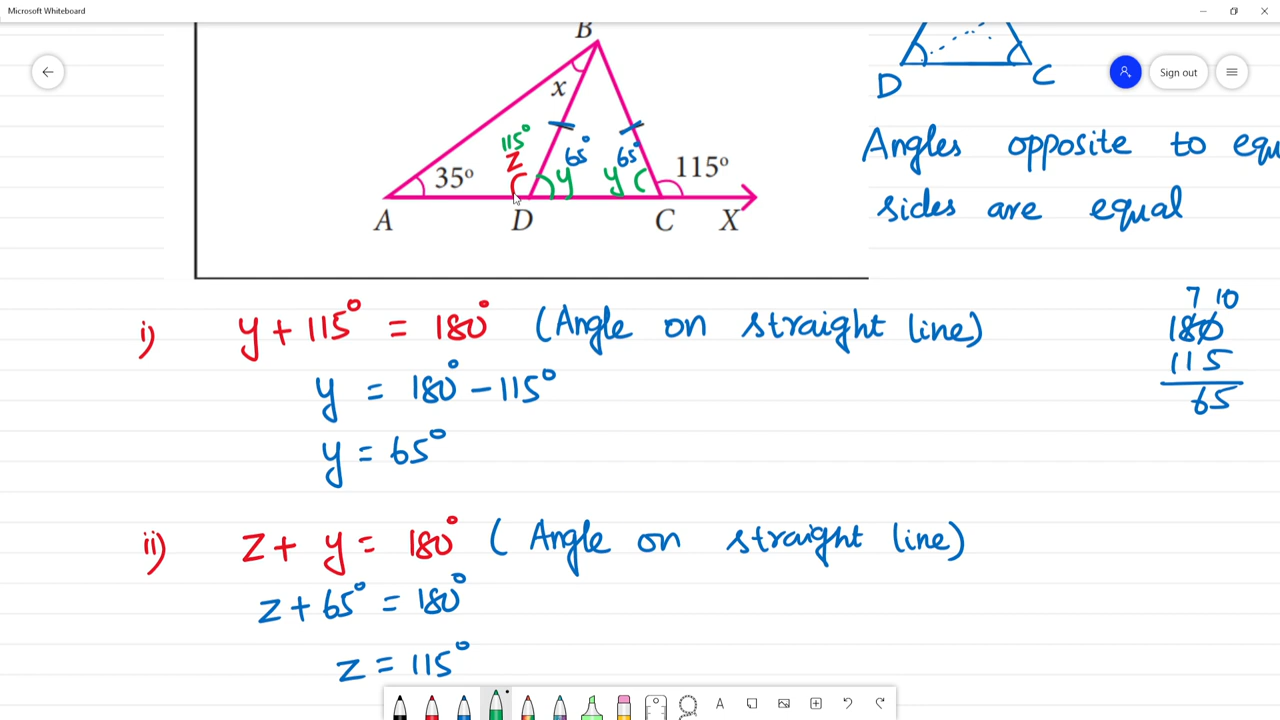 Microsoft Whiteboard
Sign out
B
x
115°
z
65° 65°
y y
35°
115°
A D C X
D C
Angles opposite to equ
sides are equal
i) y + 115° = 180° (Angle on straight line)
y = 180° - 115°
y = 65°
7 10
180
115
65
ii) z + y = 180° ( Angle on straight line)
z + 65° = 180°
z = 115°
A